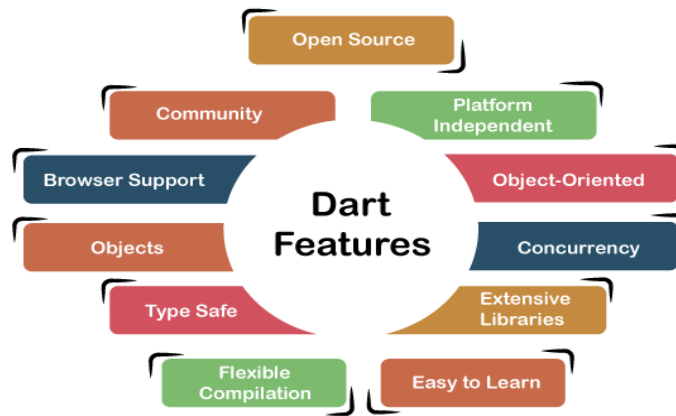 Open Source
Community
Platform
Independent
Browser Support
Object-Oriented
Dart
Features
Objects
Concurrency
Type Safe
Extensive
Libraries
Flexible
Compilation
Easy to Learn